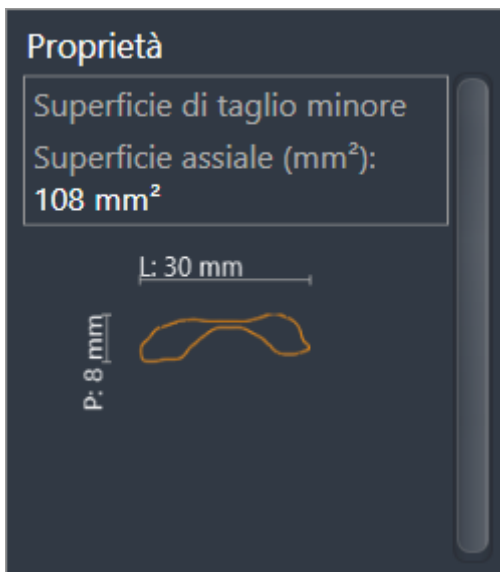 Proprietà
Superficie di taglio minore
Superficie assiale (mm²):
108 mm²
L: 30 mm
P: 8 mm